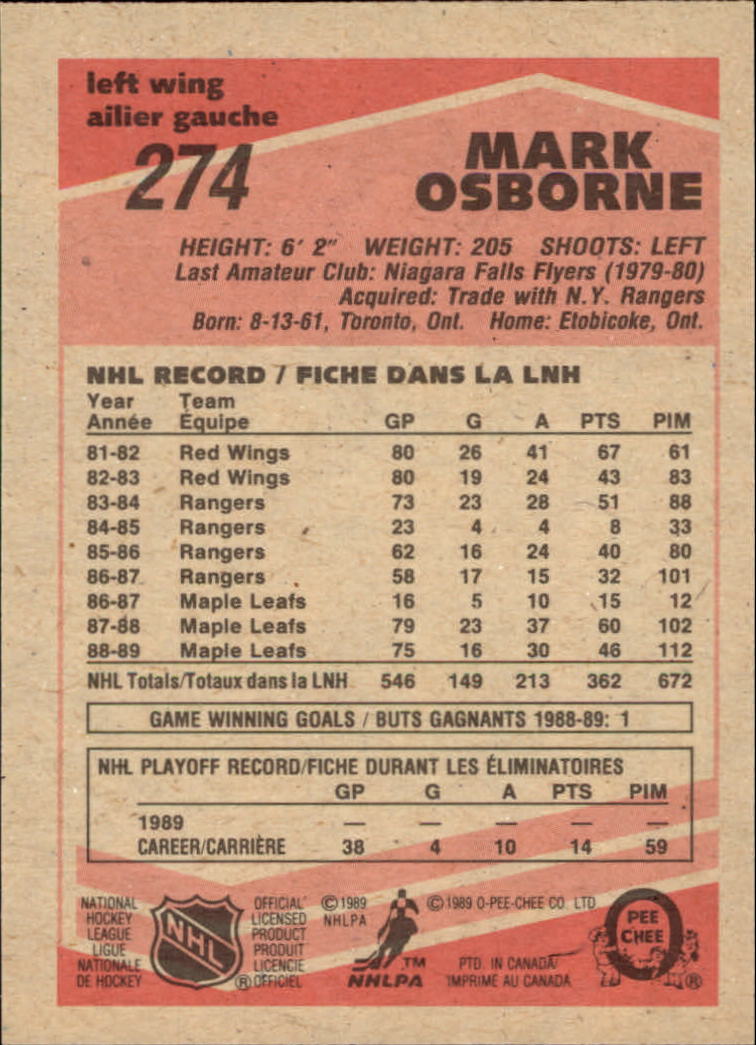 left wing
ailier gauche
274
MARK
OSBORNE
HEIGHT: 6' 2" WEIGHT: 205 SHOOTS: LEFT
Last Amateur Club: Niagara Falls Flyers (1979-80)
Acquired: Trade with N.Y. Rangers
Born: 8-13-61, Toronto, Ont. Home: Etobicoke, Ont.
NHL RECORD / FICHE DANS LA LNH
Year Team
Année Équipe GP G A PTS PIM
81-82 Red Wings 80 26 41 67 61
82-83 Red Wings 80 19 24 43 83
83-84 Rangers 73 23 28 51 88
84-85 Rangers 23 4 4 8 33
85-86 Rangers 62 16 24 40 80
86-87 Rangers 58 17 15 32 101
86-87 Maple Leafs 16 5 10 15 12
87-88 Maple Leafs 79 23 37 60 102
88-89 Maple Leafs 75 16 30 46 112
NHL Totals/Totaux dans la LNH 546 149 213 362 672
GAME WINNING GOALS / BUTS GAGNANTS 1988-89: 1
NHL PLAYOFF RECORD/FICHE DURANT LES ÉLIMINATOIRES
GP G A PTS PIM
1989 — — — — —
CAREER/CARRIÈRE 38 4 10 14 59
NATIONAL
HOCKEY
LEAGUE
LIGUE
NATIONALE
DE HOCKEY
NHL
OFFICIAL
LICENSED
PRODUCT
PRODUIT
LICENCIE
® OFFICIEL
© 1989
NHLPA
TM
NHLPA
© 1989 O-PEE-CHEE CO. LTD
PTD. IN CANADA/
IMPRIME AU CANADA
O
PEE
CHEE
®